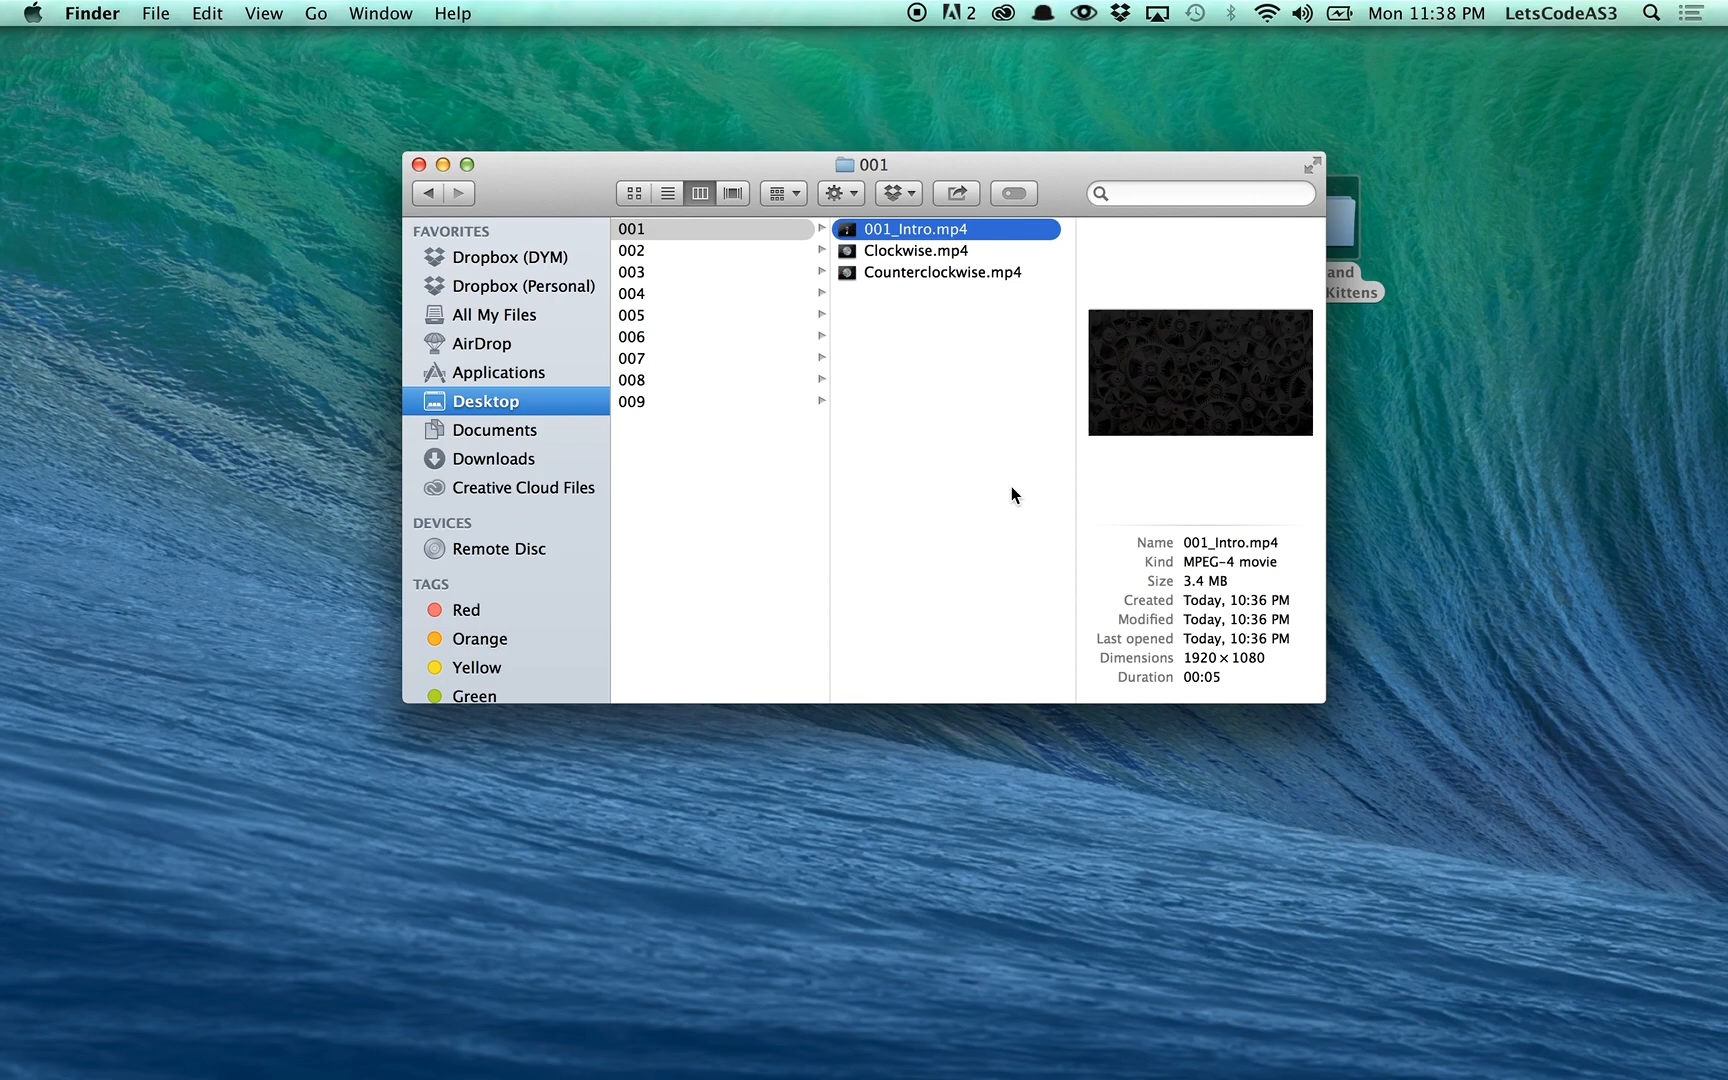 Finder File Edit View Go Window Help 2 Mon 11:38 PM LetsCodeAS3
001
FAVORITES
Dropbox (DYM)
Dropbox (Personal)
All My Files
AirDrop
Applications
Desktop
Documents
Downloads
Creative Cloud Files
DEVICES
Remote Disc
TAGS
Red
Orange
Yellow
Green
001
002
003
004
005
006
007
008
009
001_Intro.mp4
Clockwise.mp4
Counterclockwise.mp4
Name 001_Intro.mp4
Kind MPEG-4 movie
Size 3.4 MB
Created Today, 10:36 PM
Modified Today, 10:36 PM
Last opened Today, 10:36 PM
Dimensions 1920 × 1080
Duration 00:05
and
Kittens